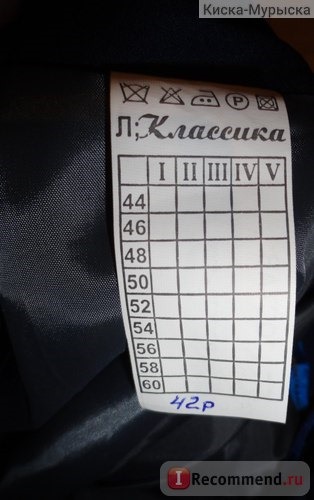 Киска-Мурыска
P
Л;Классика
I II III IV V
44
46
48
50
52
54
56
58
60
42р
I Recommend.ru